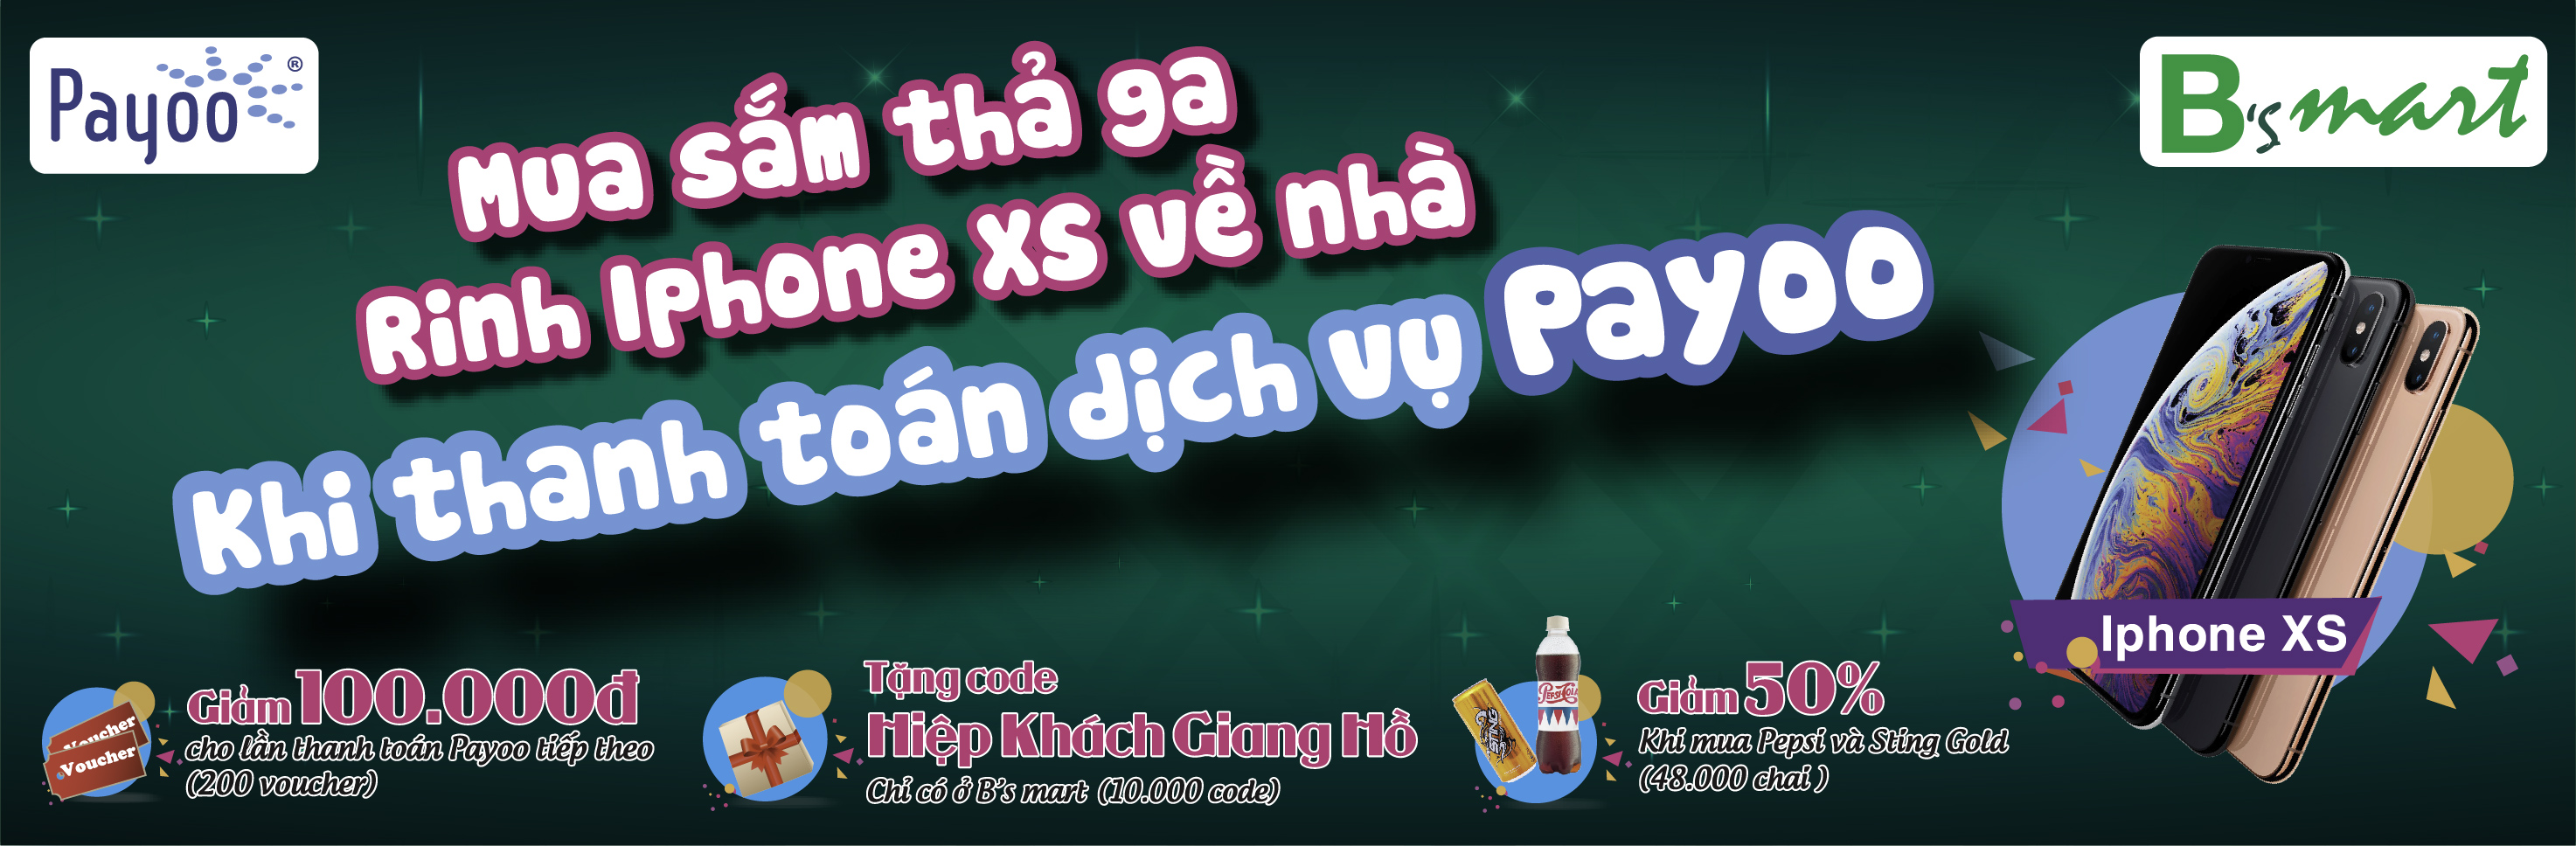 Payoo ®
B's mart
Mua sắm thả ga
Rinh Iphone XS về nhà
Khi thanh toán dịch vụ Payoo
Iphone XS
Voucher
Voucher
Giảm 100.000đ
cho lần thanh toán Payoo tiếp theo
(200 voucher)
Tặng code
Hiệp Khách Giang Hồ
Chỉ có ở B's mart (10.000 code)
STING
PEPSI-COLA
Giảm 50%
Khi mua Pepsi và Sting Gold
(48.000 chai )